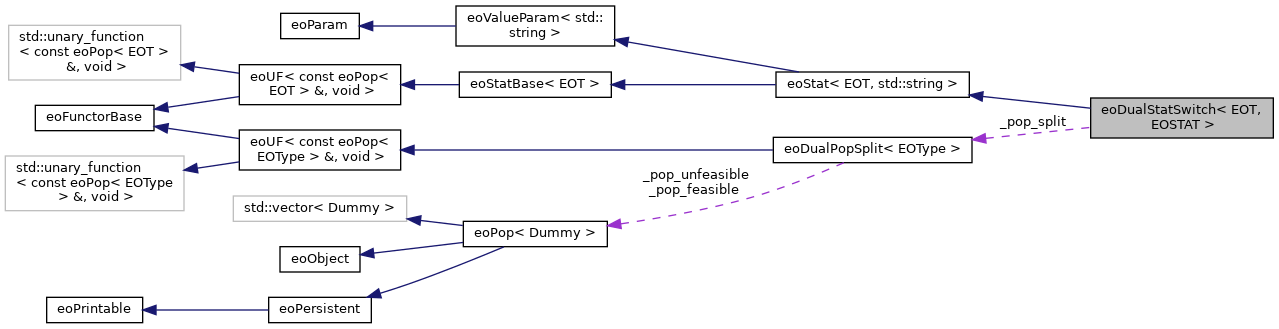 eoParam
eoValueParam< std::
string >
std::unary_function
< const eoPop< EOT >
&, void >
eoUF< const eoPop<
EOT > &, void >
eoStatBase< EOT >
eoStat< EOT, std::string >
eoFunctorBase
eoDualStatSwitch< EOT,
EOSTAT >
_pop_split
eoUF< const eoPop<
EOType > &, void >
eoDualPopSplit< EOType >
std::unary_function
< const eoPop< EOType
> &, void >
_pop_unfeasible
_pop_feasible
std::vector< Dummy >
eoPop< Dummy >
eoObject
eoPrintable
eoPersistent